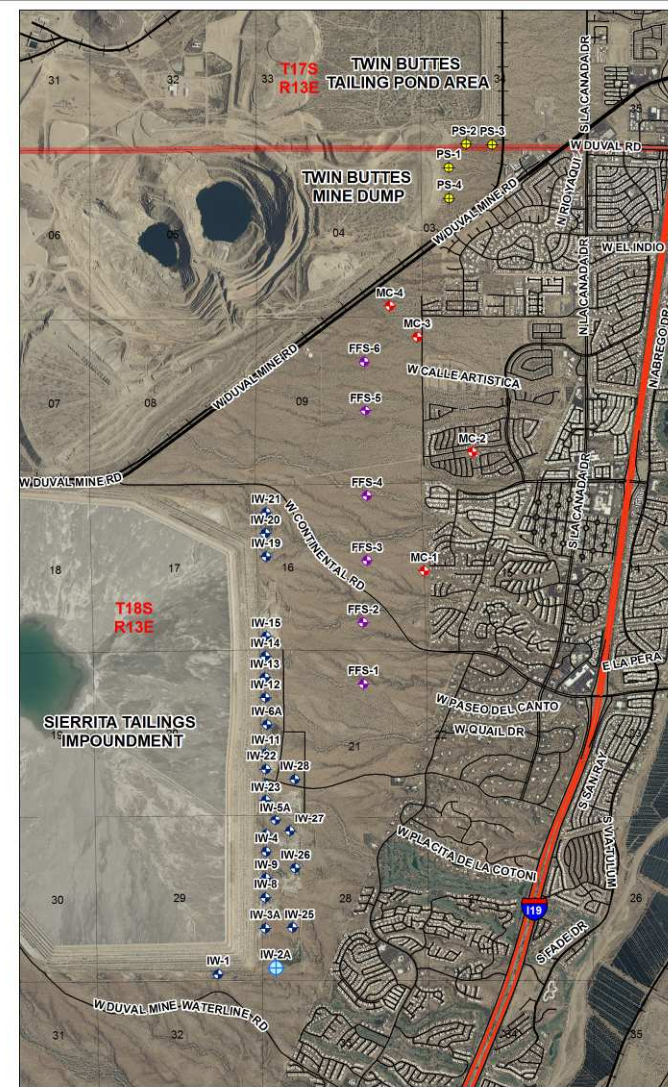 S LA CANADA DR
31
32
33
34
35
T17S
R13E
TWIN BUTTES
TAILING POND AREA
PS-2
PS-3
W DUVAL RD
PS-1
PS-4
TWIN BUTTES
MINE DUMP
N RIO YAQUI
W DUVAL MINE RD
06
05
04
03
W EL INDIO
N LA CANADA DR
N ABREGO DR
MC-4
MC-3
FFS-6
W CALLE ARTISTICA
W DUVAL MINE RD
07
08
09
10
FFS-5
MC-2
S LA CANADA DR
W DUVAL MINE RD
FFS-4
IW-21
IW-20
IW-19
W CONTINENTAL RD
FFS-3
MC-1
18
17
16
T18S
R13E
FFS-2
IW-15
IW-14
IW-13
IW-12
FFS-1
E LA PERA
IW-6A
W PASEO DEL CANTO
W QUAIL DR
SIERRITA TAILINGS
IMPOUNDMENT
19
20
21
22
23
IW-11
IW-22
IW-28
IW-23
S SAN RAY
IW-5A
IW-27
IW-4
W PLACITA DE LA COTONI
S VIA TULUM
IW-9
IW-26
IW-8
30
29
28
27
26
I19
IW-3A
IW-25
S FADE DR
IW-1
IW-2A
W DUVAL MINE WATERLINE RD
31
32
33
34
35